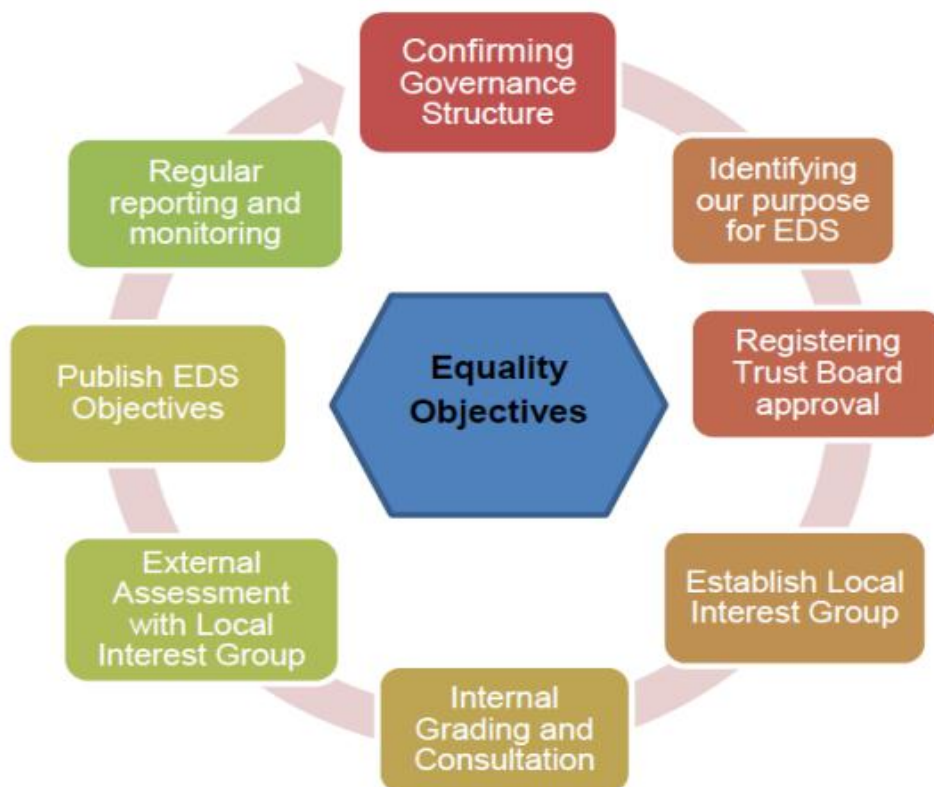 Confirming
Governance
Structure
Identifying
our purpose
for EDS
Registering
Trust Board
approval
Establish Local
Interest Group
Internal
Grading and
Consultation
External
Assessment
with Local
Interest Group
Publish EDS
Objectives
Regular
reporting and
monitoring
Equality
Objectives